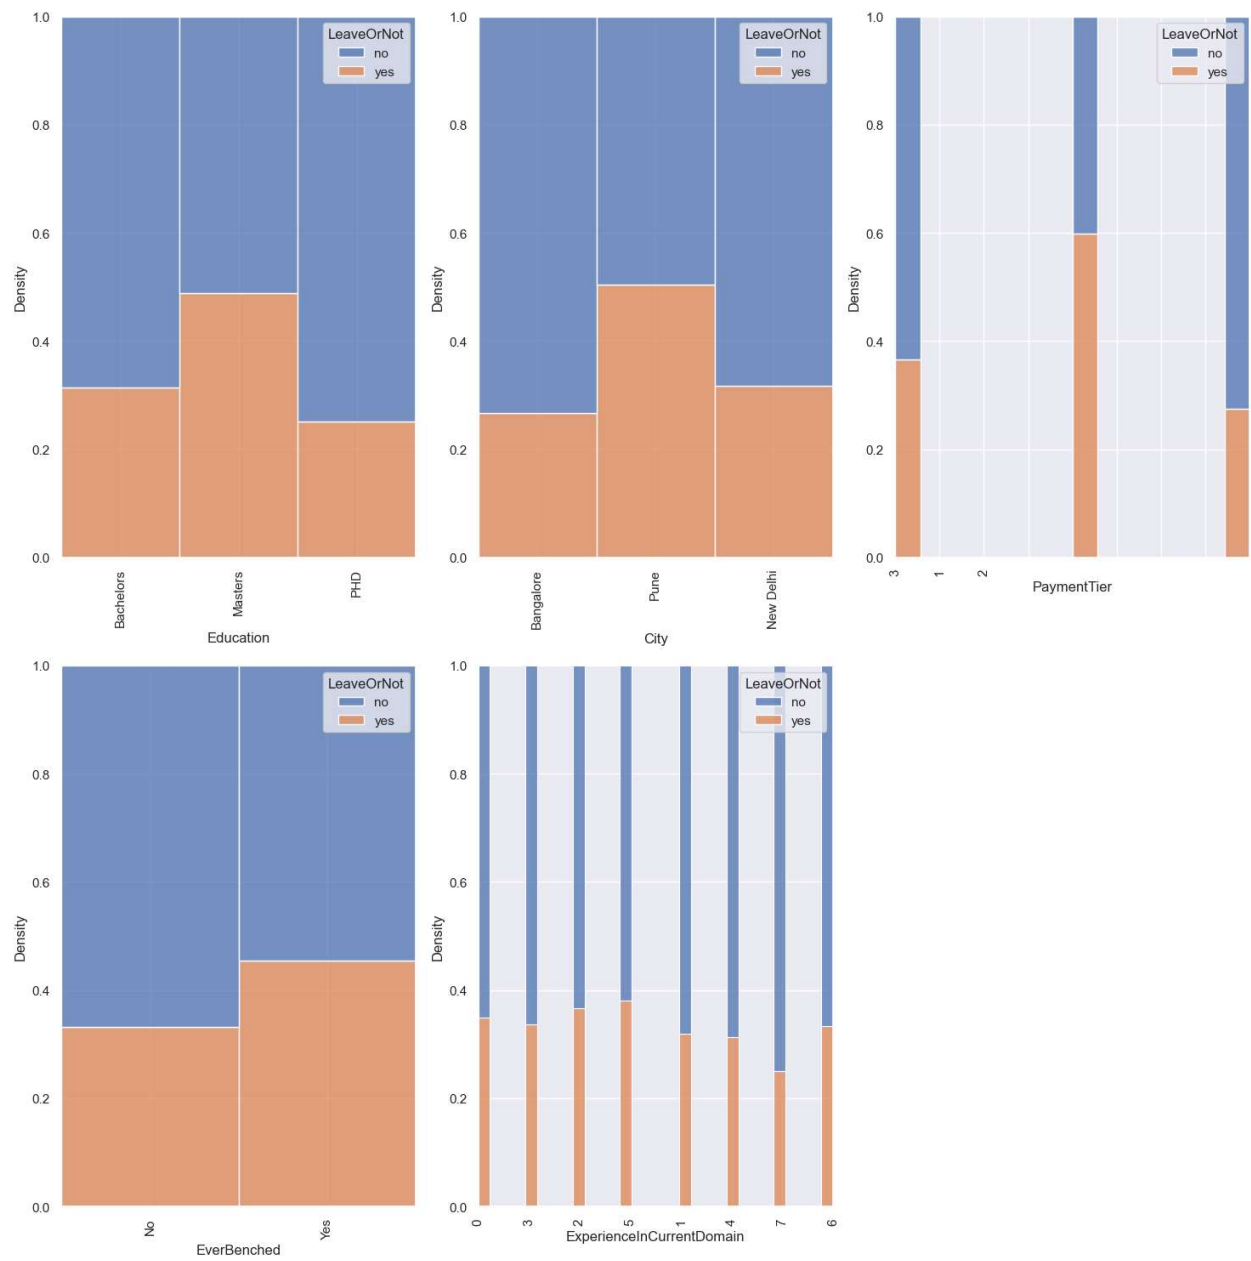 1.0
0.8
0.6
0.4
0.2
0.0
Density
LeaveOrNot
no
yes
Bachelors
Masters
PHD
Education
1.0
0.8
0.6
0.4
0.2
0.0
Density
LeaveOrNot
no
yes
Bangalore
Pune
New Delhi
City
1.0
0.8
0.6
0.4
0.2
0.0
Density
LeaveOrNot
no
yes
3
1
2
PaymentTier
1.0
0.8
0.6
0.4
0.2
0.0
Density
LeaveOrNot
no
yes
No
Yes
EverBenched
1.0
0.8
0.6
0.4
0.2
0.0
Density
LeaveOrNot
no
yes
0
3
2
5
1
4
7
6
ExperienceInCurrentDomain